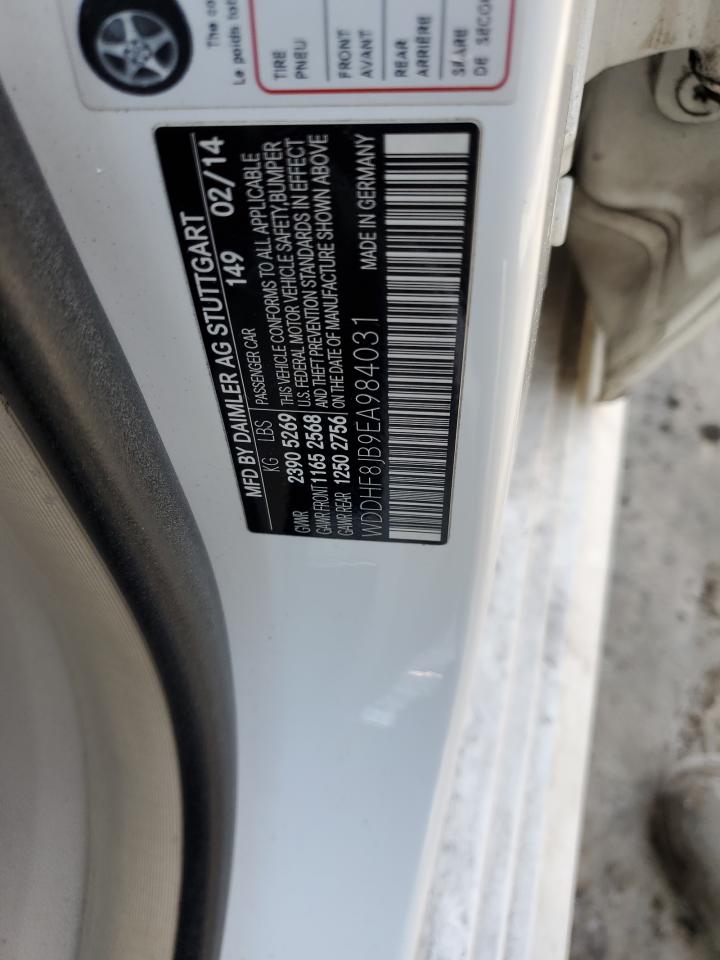 The co
Le poids tota
TIRE
PNEU
FRONT
AVANT
REAR
ARRIÈRE
SPARE
DE SECO
MFD BY DAIMLER AG STUTTGART
149 02/14
KG LBS PASSENGER CAR
GVWR 2390 5269 THIS VEHICLE CONFORMS TO ALL APPLICABLE
GAWR FRONT 1165 2568 U.S. FEDERAL MOTOR VEHICLE SAFETY,BUMPER
GAWR REAR 1250 2756 AND THEFT PREVENTION STANDARDS IN EFFECT
ON THE DATE OF MANUFACTURE SHOWN ABOVE
WDDHF8JB9EA984031 MADE IN GERMANY